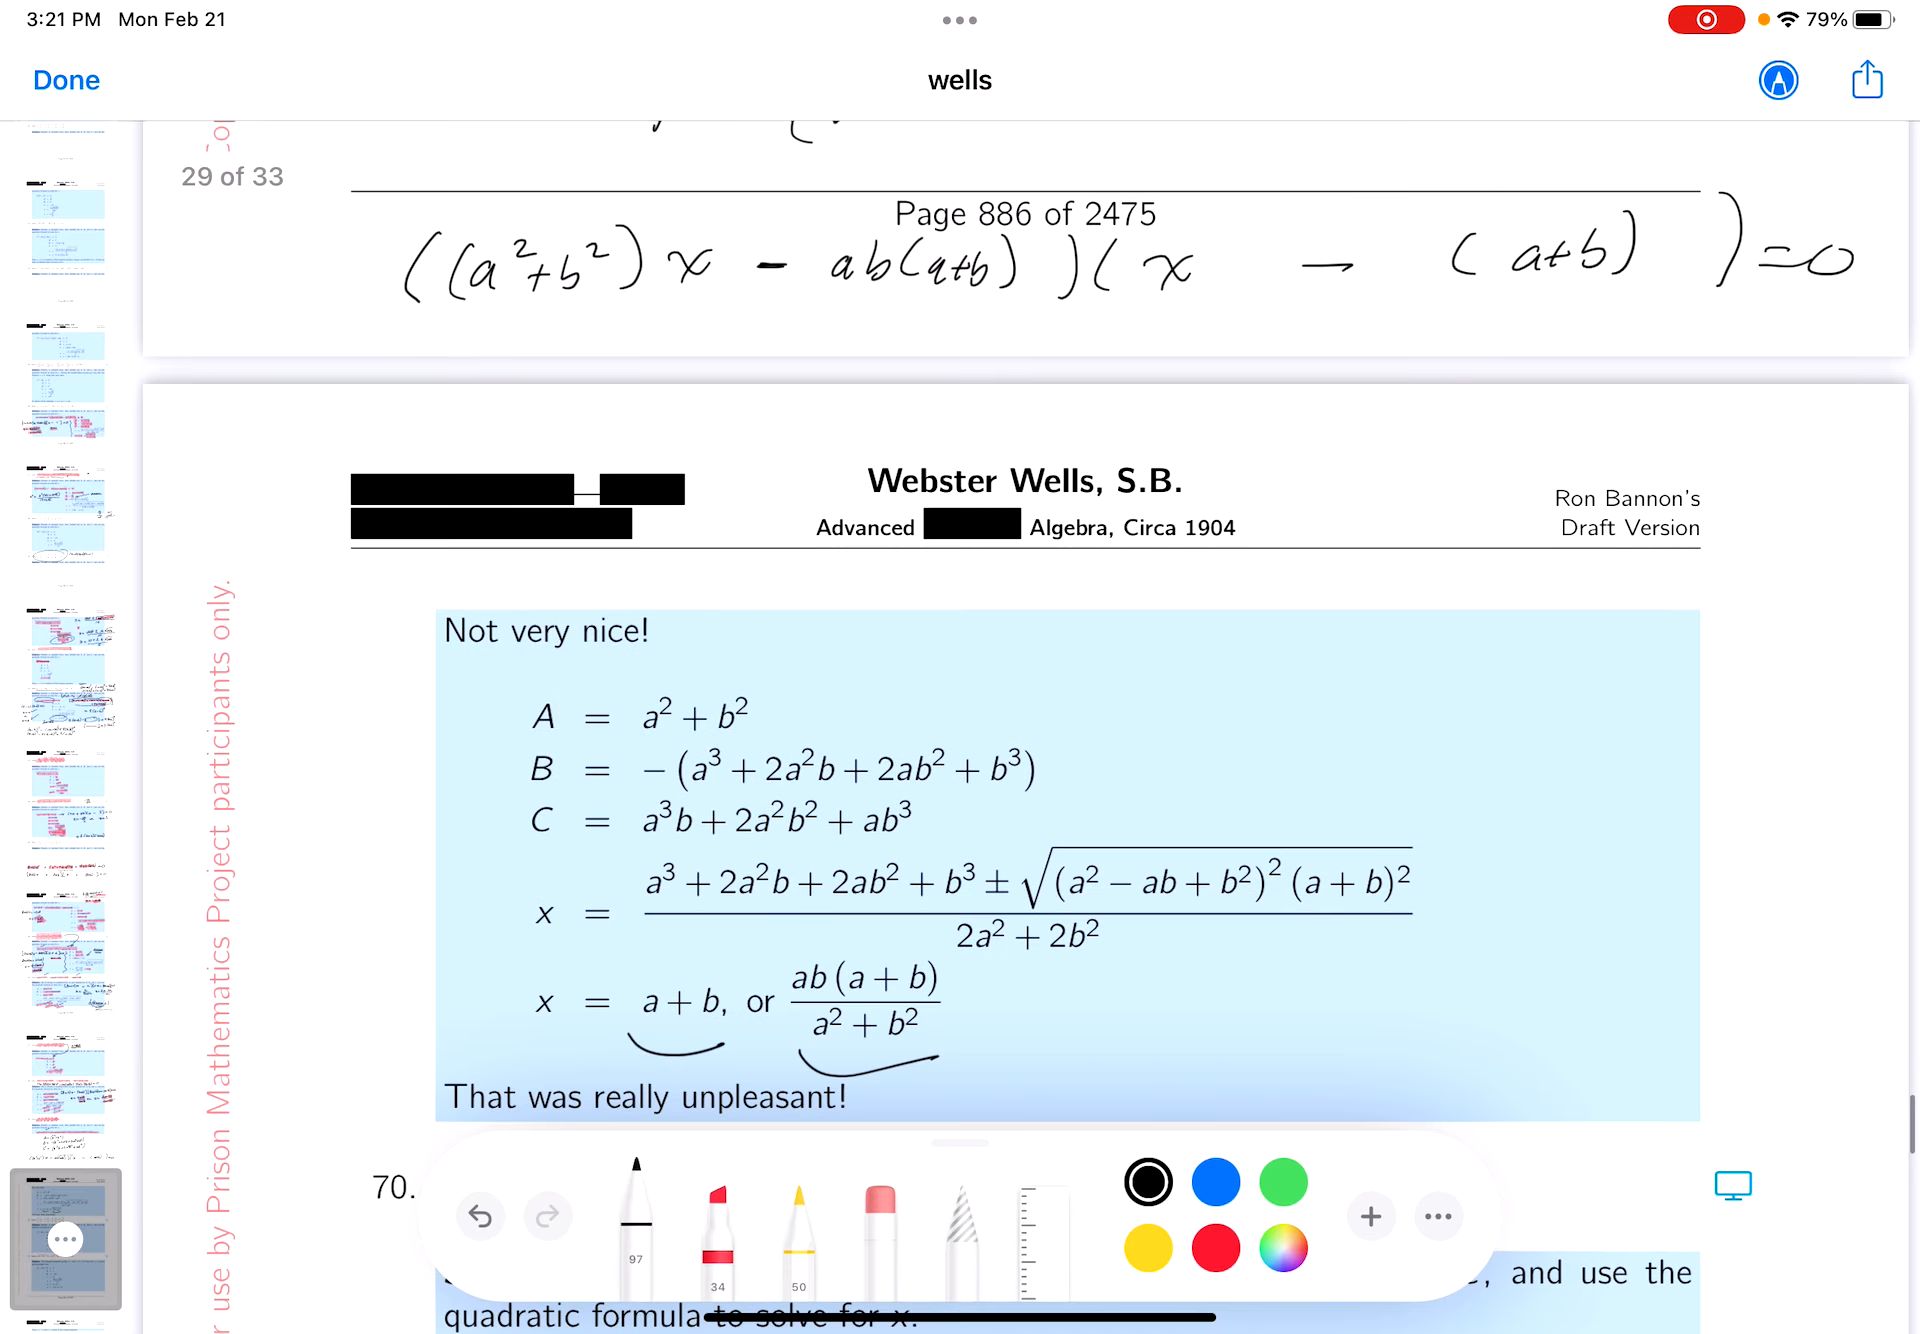 3:21 PM Mon Feb 21
79%
Done
wells
29 of 33
Page 886 of 2475
((a²+b²)x - ab(a+b))(x - (a+b))=0
Webster Wells, S.B.
Advanced Algebra, Circa 1904
Ron Bannon's
Draft Version
use by Prison Mathematics Project participants only.
Not very nice!
A = a² + b²
B = − (a³ + 2a²b + 2ab² + b³)
C = a³b + 2a²b² + ab³
x = (a³ + 2a²b + 2ab² + b³ ± √((a² − ab + b²)² (a + b)²)) / (2a² + 2b²)
x = a + b, or ab (a + b) / (a² + b²)
That was really unpleasant!
70.
97
34
50
, and use the
quadratic formula to solve for x.